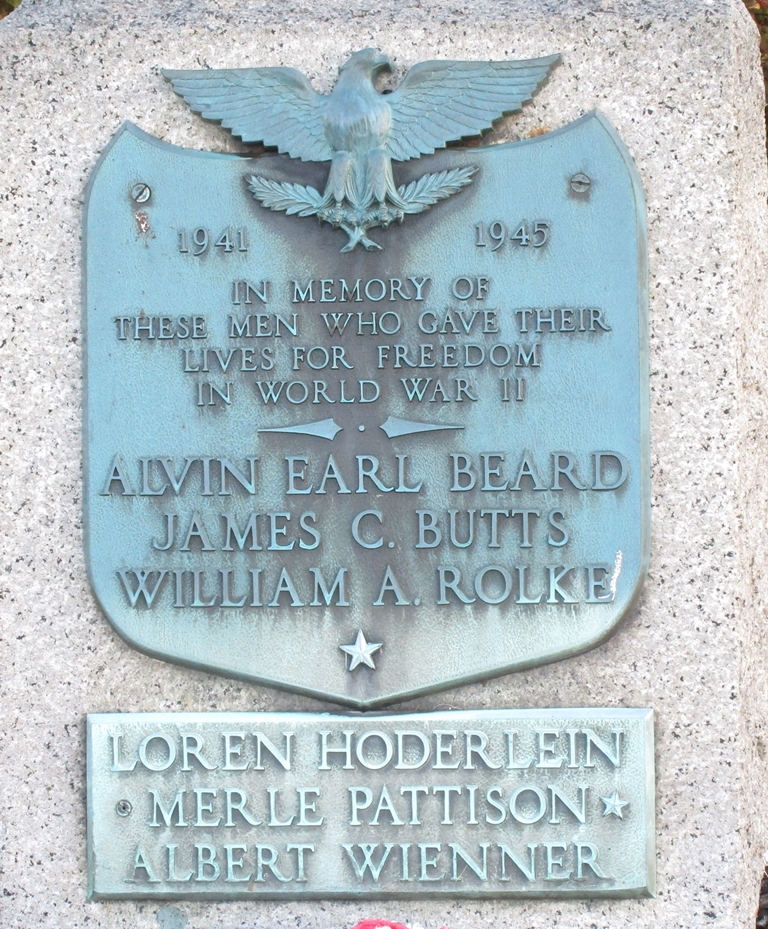 1941 1945
IN MEMORY OF
THESE MEN WHO GAVE THEIR
LIVES FOR FREEDOM
IN WORLD WAR II
ALVIN EARL BEARD
JAMES C. BUTTS
WILLIAM A. ROLKE
LOREN HODERLEIN
MERLE PATTISON
ALBERT WIENNER